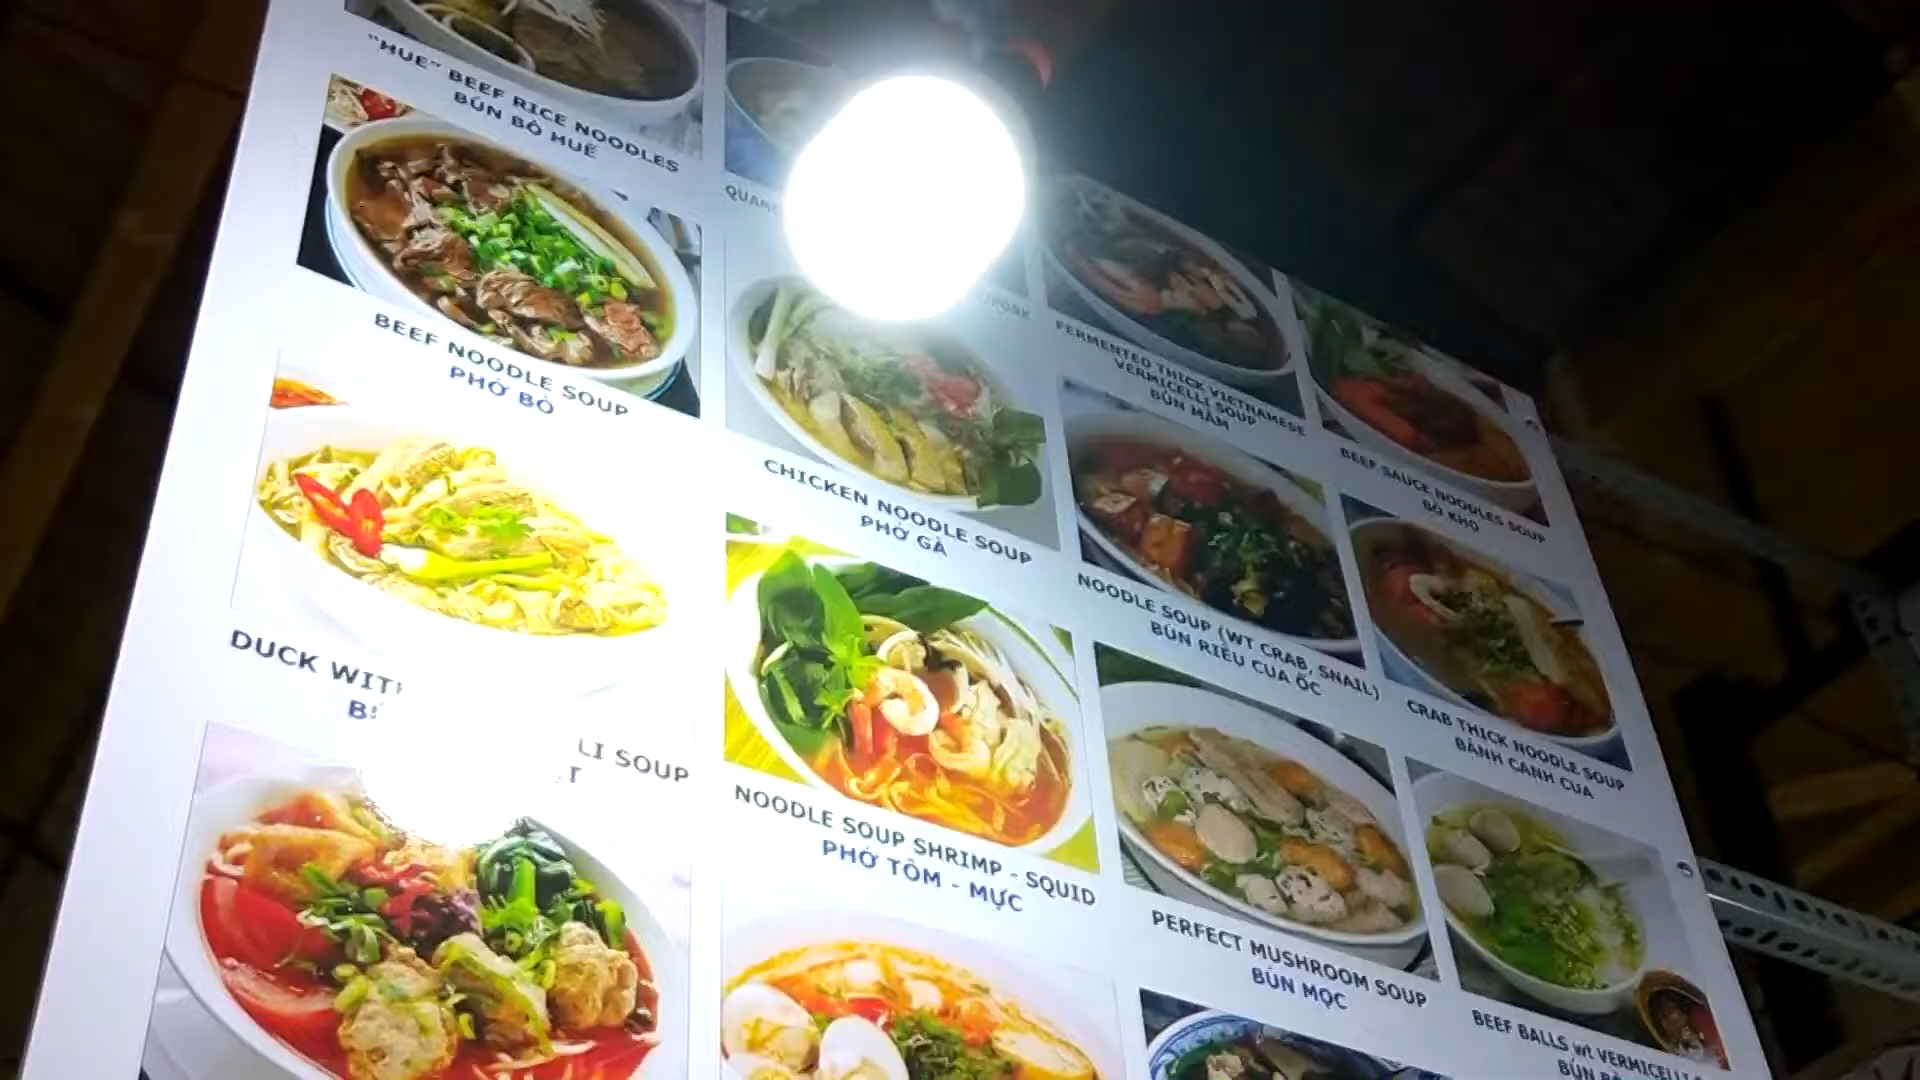 "HUE" BEEF RICE NOODLES
BÚN BÒ HUẾ
BEEF NOODLE SOUP
PHỞ BÒ
DUCK WITH
LI SOUP
CHICKEN NOODLE SOUP
PHỞ GÀ
NOODLE SOUP SHRIMP - SQUID
PHỞ TÔM - MỰC
FERMENTED THICK VIETNAMESE
VERMICELLI SOUP
BÚN MẮM
NOODLE SOUP (WT CRAB, SNAIL)
BÚN RIÊU CUA ỐC
PERFECT MUSHROOM SOUP
BÚN MỌC
BEEF SAUCE NOODLES SOUP
BÒ KHO
CRAB THICK NOODLE SOUP
BÁNH CANH CUA
BEEF BALLS wt VERMICELLI
BÚN